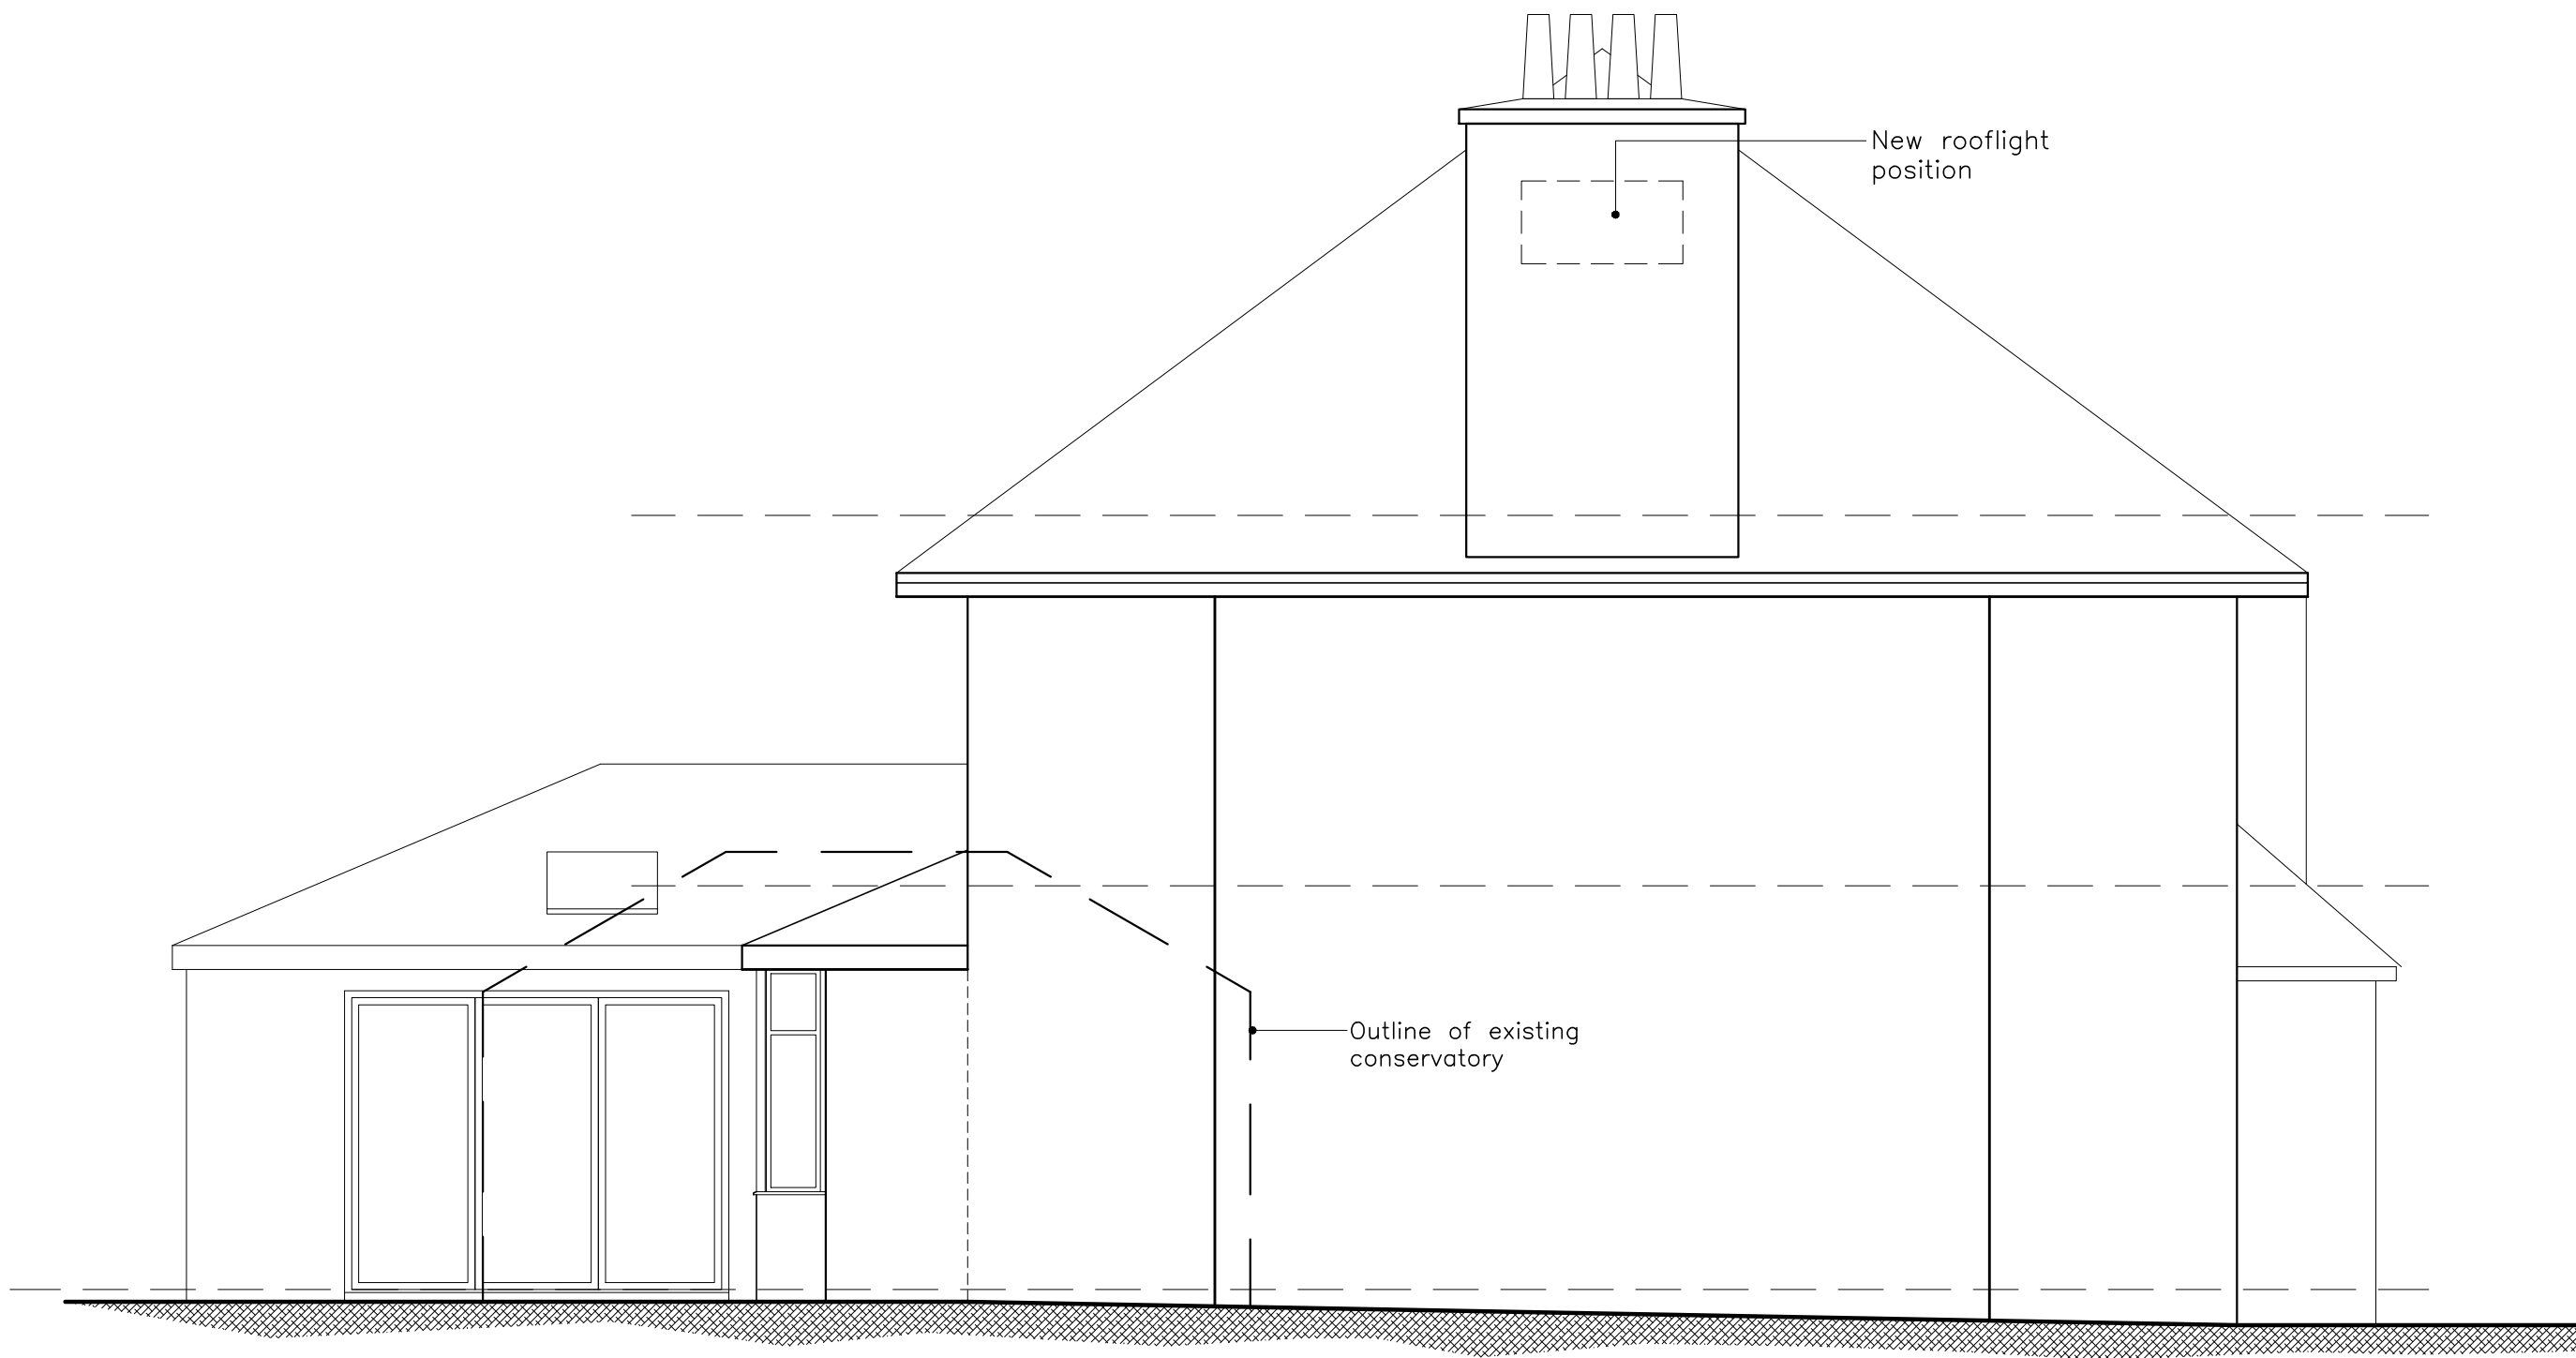 New rooflight
position
Outline of existing
conservatory